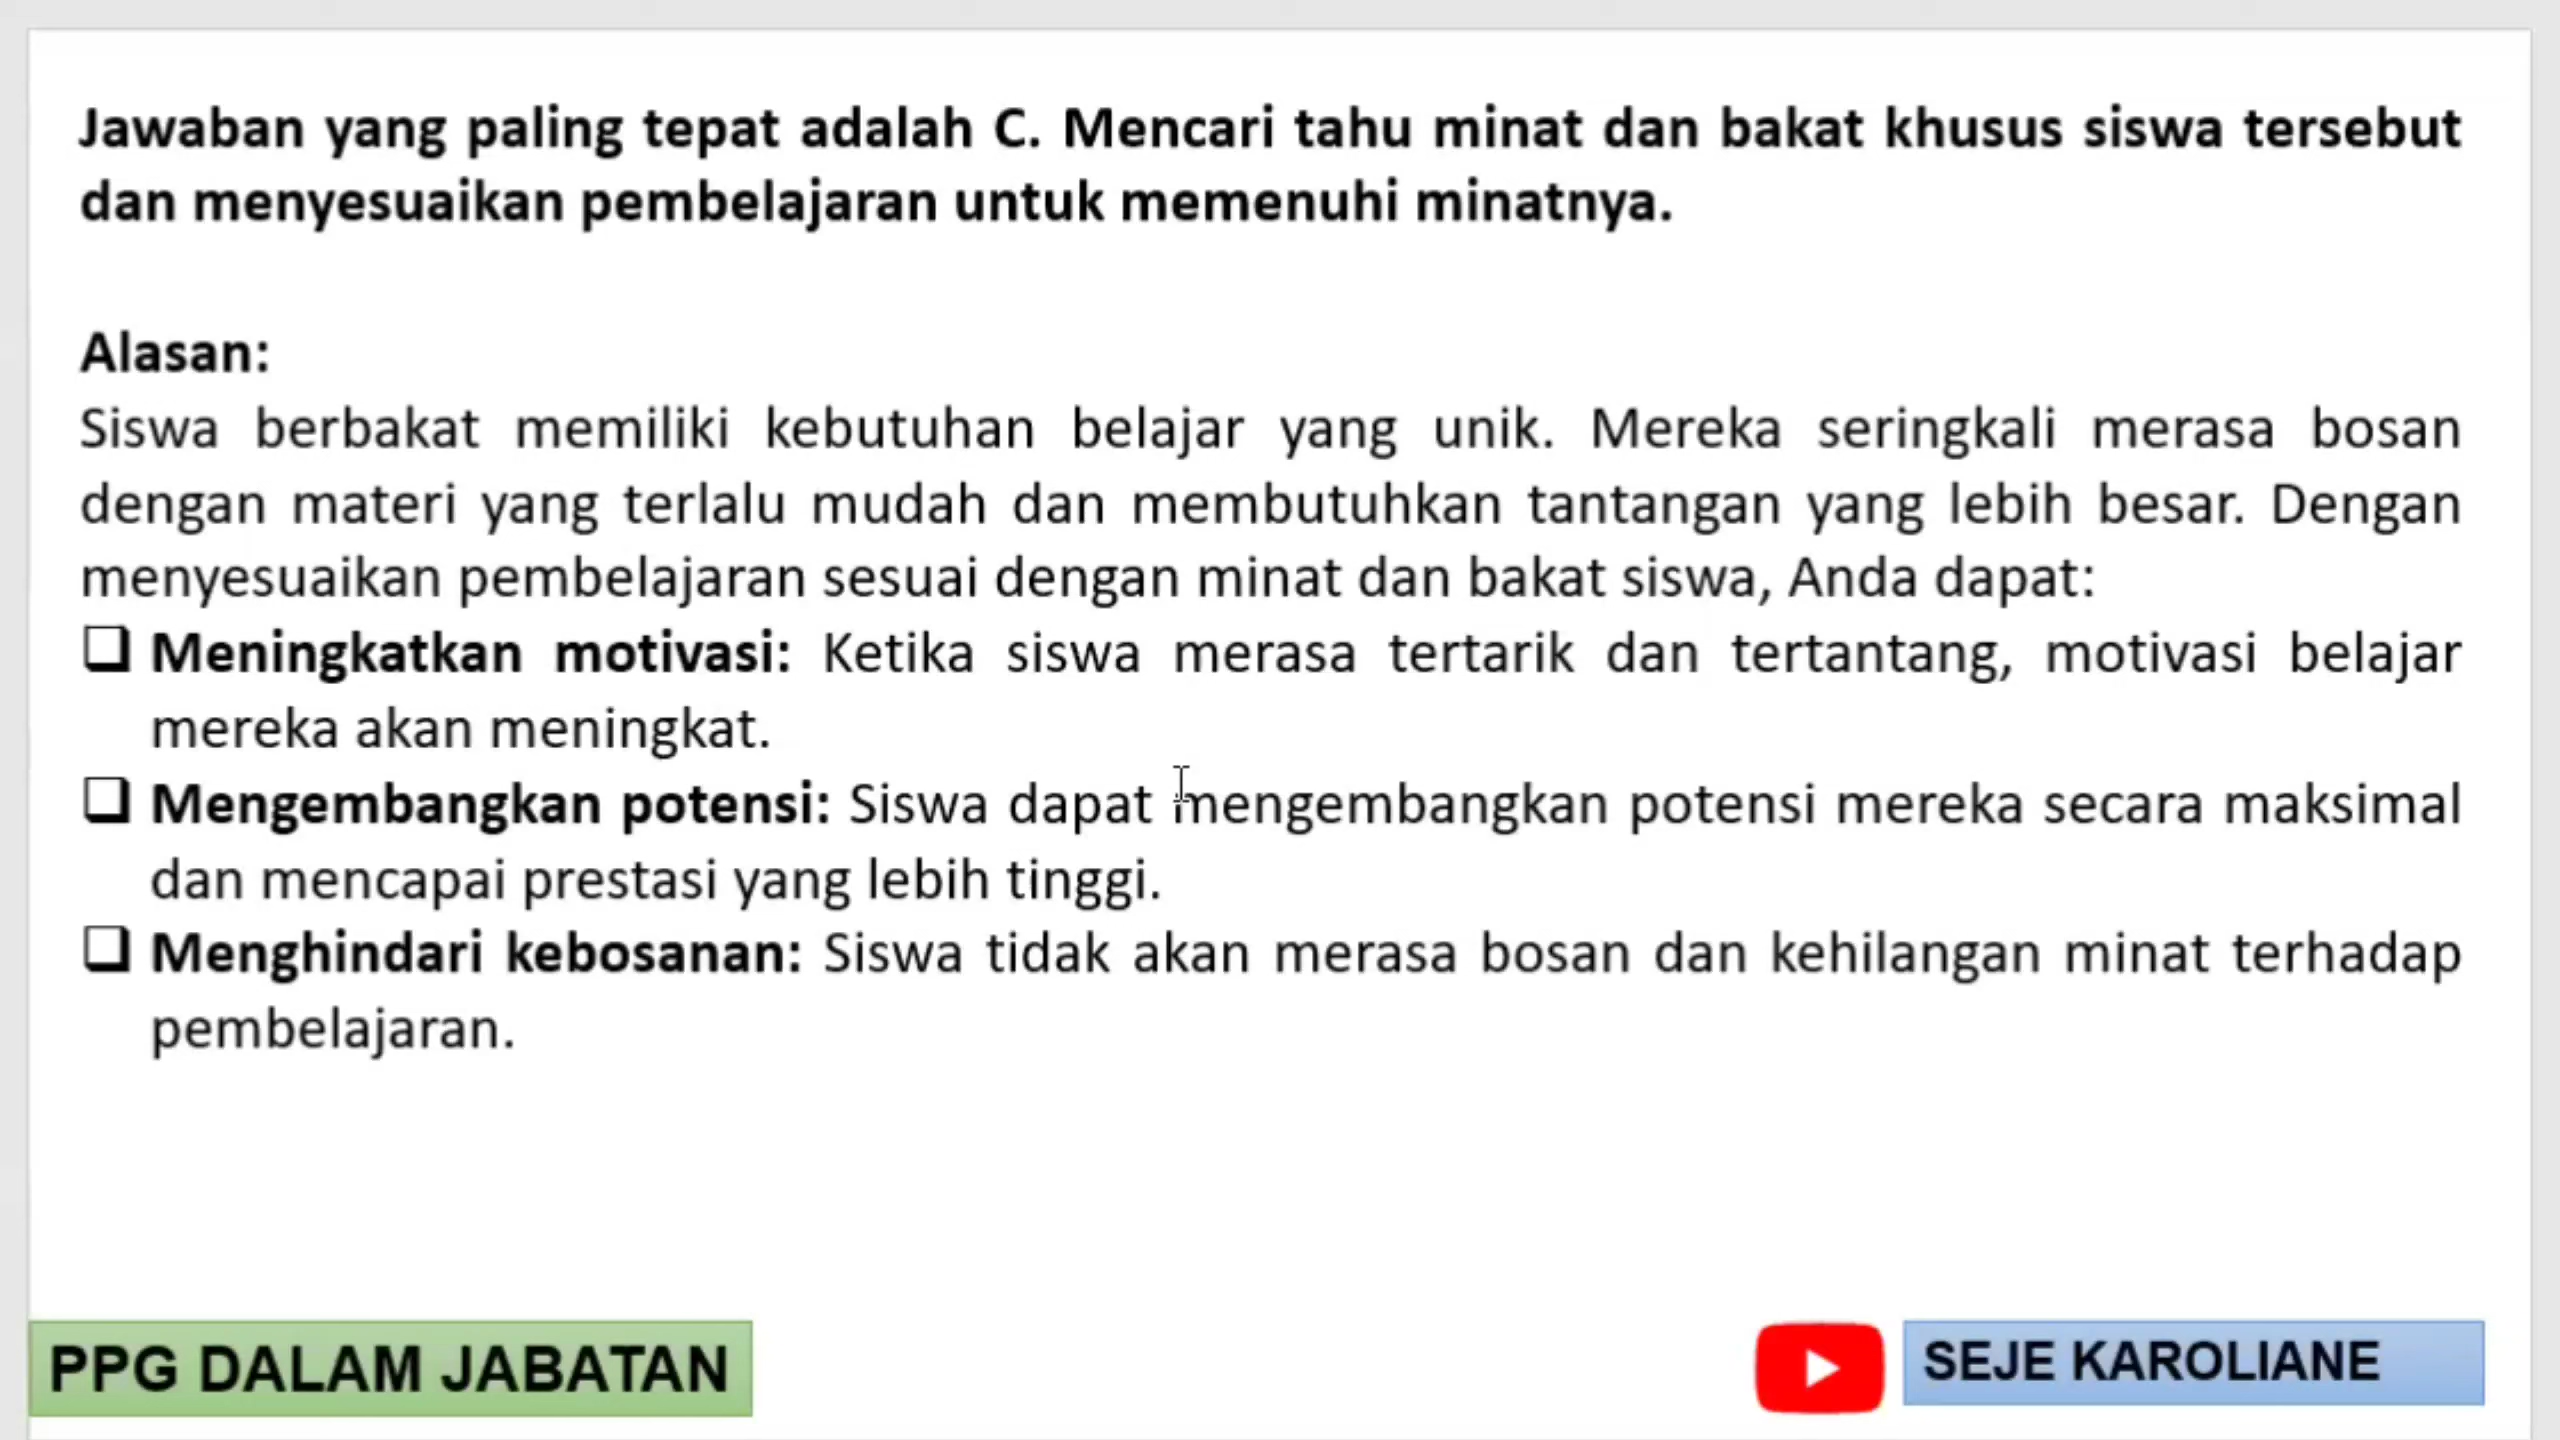 Jawaban yang paling tepat adalah C. Mencari tahu minat dan bakat khusus siswa tersebut
dan menyesuaikan pembelajaran untuk memenuhi minatnya.
Alasan:
Siswa berbakat memiliki kebutuhan belajar yang unik. Mereka seringkali merasa bosan
dengan materi yang terlalu mudah dan membutuhkan tantangan yang lebih besar. Dengan
menyesuaikan pembelajaran sesuai dengan minat dan bakat siswa, Anda dapat:
❑ Meningkatkan motivasi: Ketika siswa merasa tertarik dan tertantang, motivasi belajar
mereka akan meningkat.
❑ Mengembangkan potensi: Siswa dapat mengembangkan potensi mereka secara maksimal
dan mencapai prestasi yang lebih tinggi.
❑ Menghindari kebosanan: Siswa tidak akan merasa bosan dan kehilangan minat terhadap
pembelajaran.
PPG DALAM JABATAN
SEJE KAROLIANE